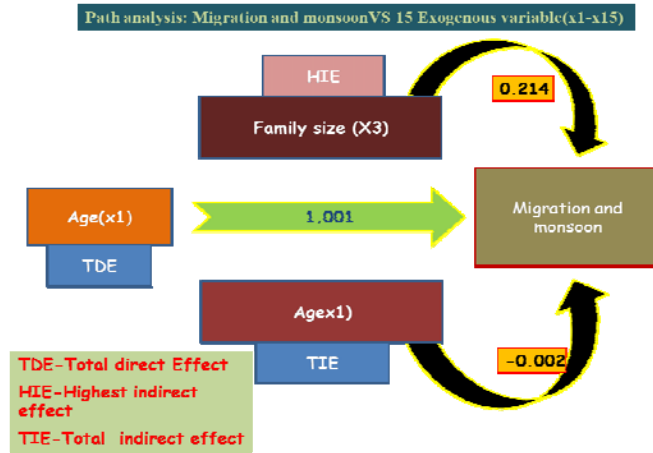 Path analysis: Migration and monsoonVS 15 Exogenous variable(x1-x15)
HIE
Family size (X3)
0.214
Age(x1)
TDE
1.001
Migration and
monsoon
Agex1)
TIE
-0.002
TDE-Total direct Effect
HIE-Highest indirect
effect
TIE-Total indirect effect